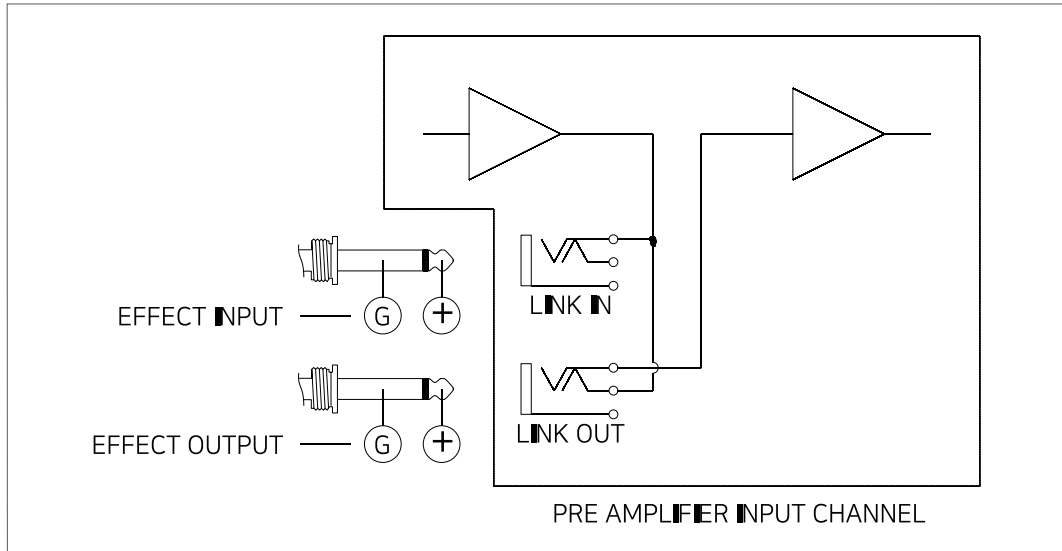 LINK IN
EFFECT INPUT G +
LINK OUT
EFFECT OUTPUT G +
PRE AMPLIFIER INPUT CHANNEL